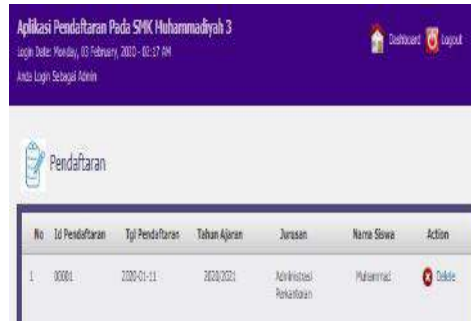 Aplikasi Pendaftaran Pada SMK Muhammadiyah 3
Login Date: Monday, 03 February, 2020 - 02:17 AM
Anda Login Sebagai Admin
Dashboard Logout
Pendaftaran
No Id Pendaftaran Tgl Pendaftaran Tahun Ajaran Jurusan Nama Siswa Action
1 00001 2020-01-11 2020/2021 Administrasi Perkantoran Muhammad Delete